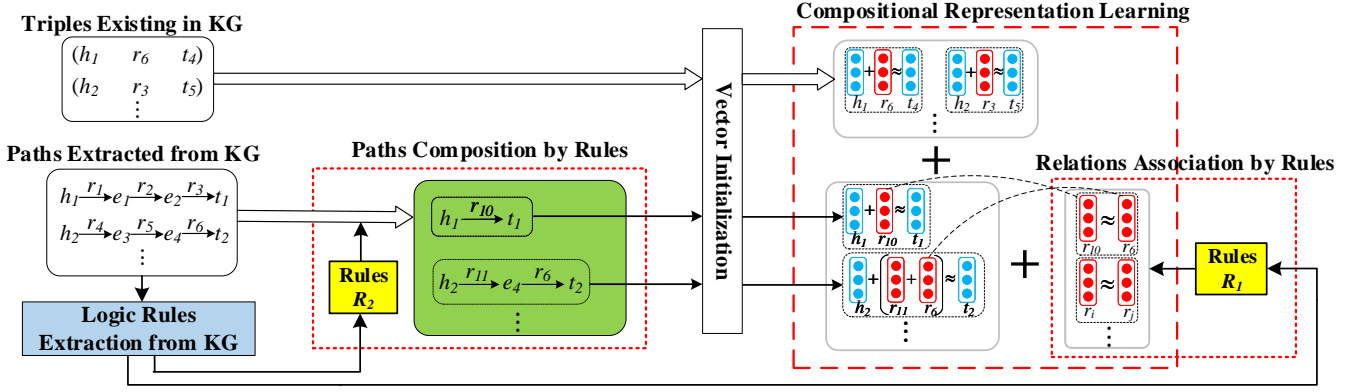 Triples Existing in KG
(h1 r6 t4)
(h2 r3 t5)
⋮
Paths Extracted from KG
h1 r1 e1 r2 e2 r3 t1
h2 r4 e3 r5 e4 r6 t2
⋮
Logic Rules
Extraction from KG
Paths Composition by Rules
Rules
R2
h1 r10 t1
h2 r11 e4 r6 t2
⋮
Vector Initialization
Compositional Representation Learning
+ ≈ + ≈
h1 r6 t4 h2 r3 t5
⋮
+
+ ≈
h1 r10 t1
+ + ≈
h2 r11 r6 t2
⋮
+
Relations Association by Rules
≈
r10 r6
≈
ri rj
⋮
Rules
R1